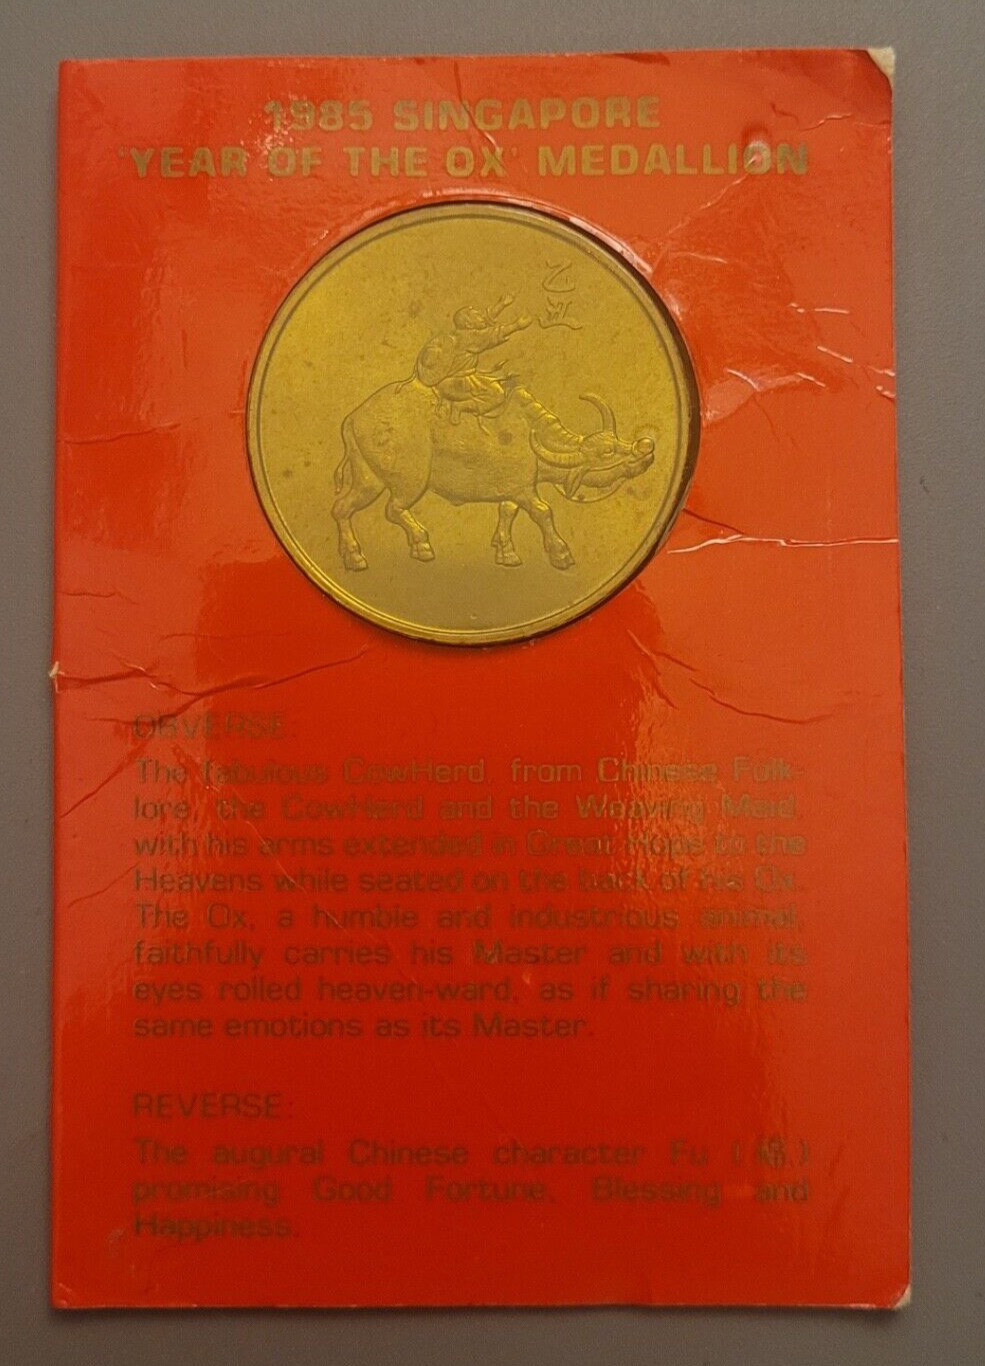 1985 SINGAPORE
'YEAR OF THE OX' MEDALLION
乙
丑
OBVERSE:
The fabulous CowHerd, from Chinese Folk-
lore, the CowHerd and the Weaving Maid,
with his arms extended in Great Hope to the
Heavens while seated on the back of his Ox.
The Ox, a humble and industrious animal,
faithfully carries his Master and with its
eyes rolled heaven-ward, as if sharing the
same emotions as its Master.
REVERSE:
The augural Chinese character Fu (福)
promising Good Fortune, Blessing and
Happiness.